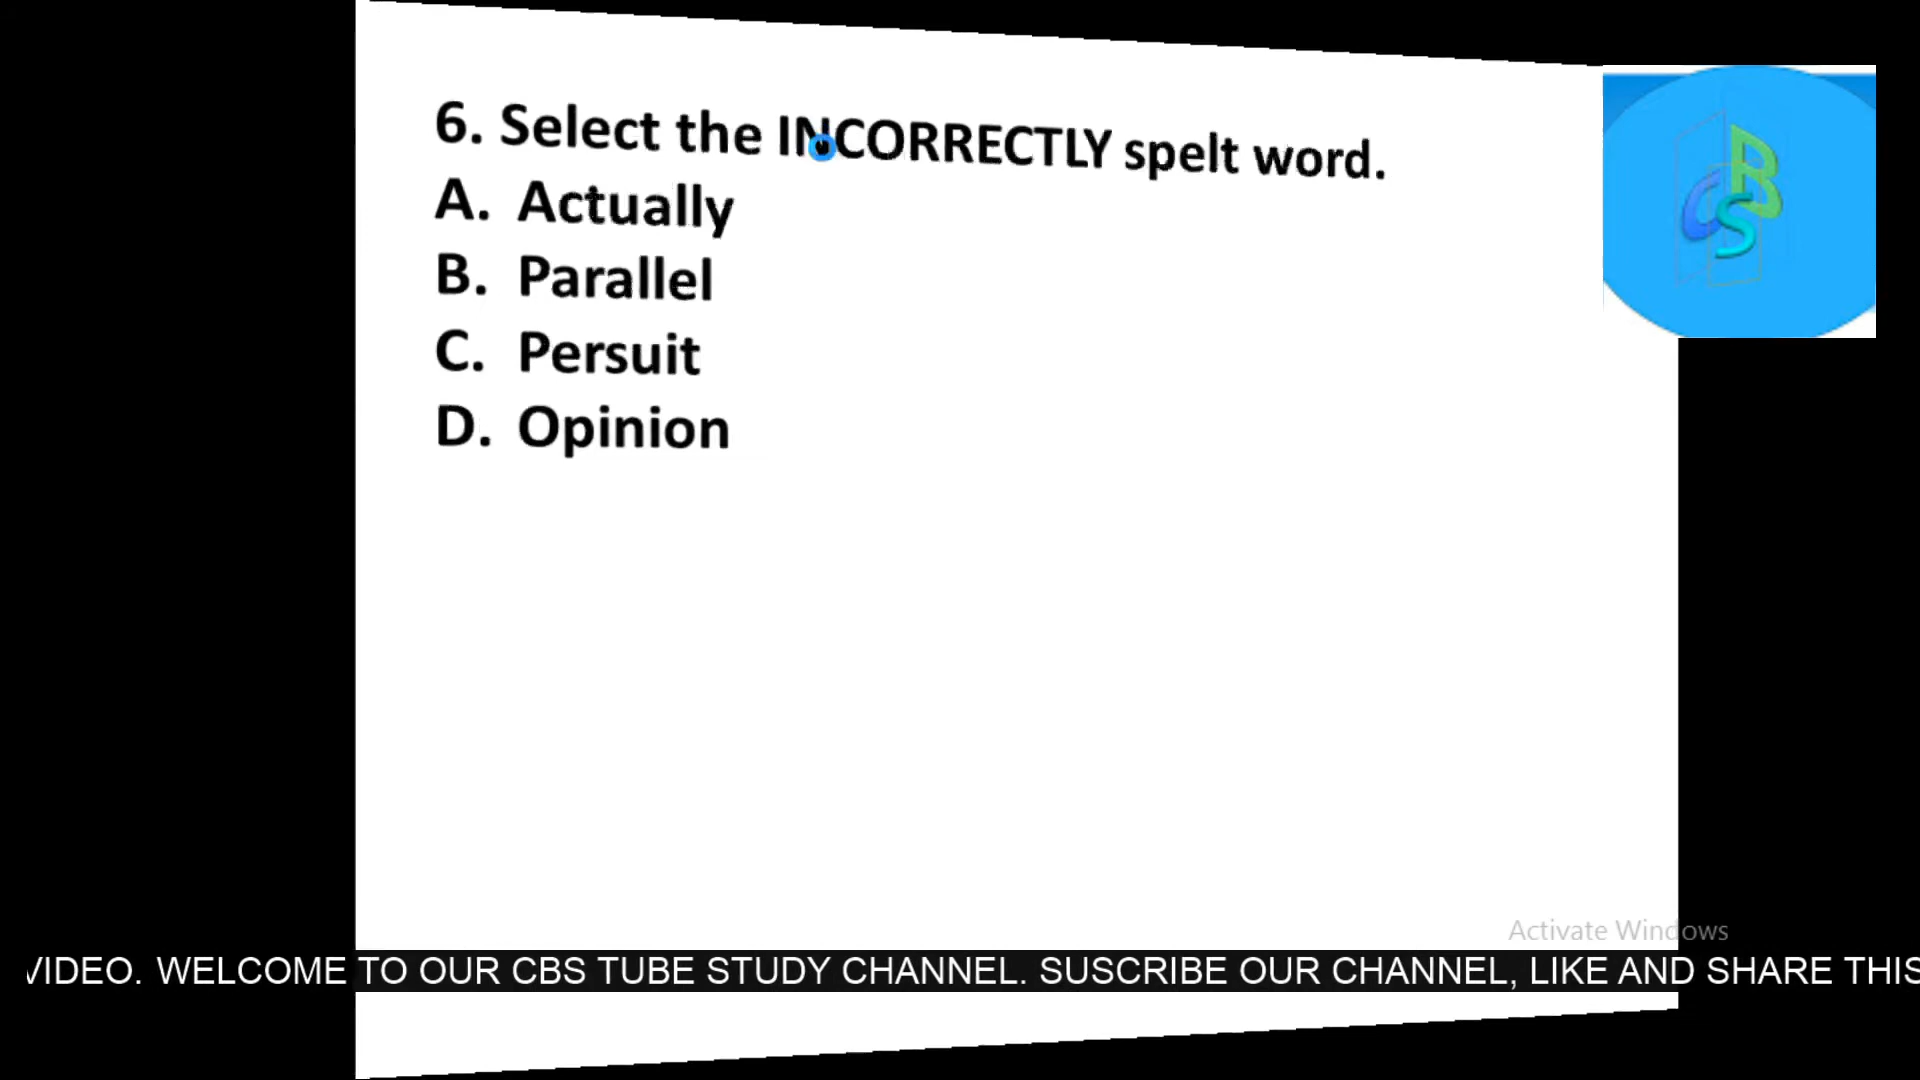 6. Select the INCORRECTLY spelt word.
A. Actually
B. Parallel
C. Persuit
D. Opinion
CBS
Activate Windows
VIDEO. WELCOME TO OUR CBS TUBE STUDY CHANNEL. SUSCRIBE OUR CHANNEL, LIKE AND SHARE THIS